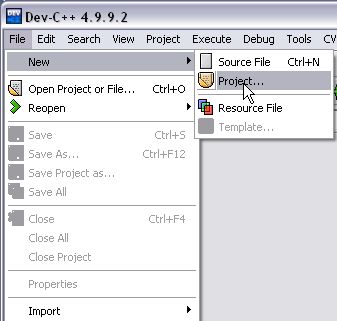 DEV
Dev-C++ 4.9.9.2
File Edit Search View Project Execute Debug Tools CV
New
Source File Ctrl+N
Project...
Open Project or File... Ctrl+O
Reopen
Resource File
Template...
Save Ctrl+S
Save As... Ctrl+F12
Save Project as...
Save All
Close Ctrl+F4
Close All
Close Project
Properties
Import